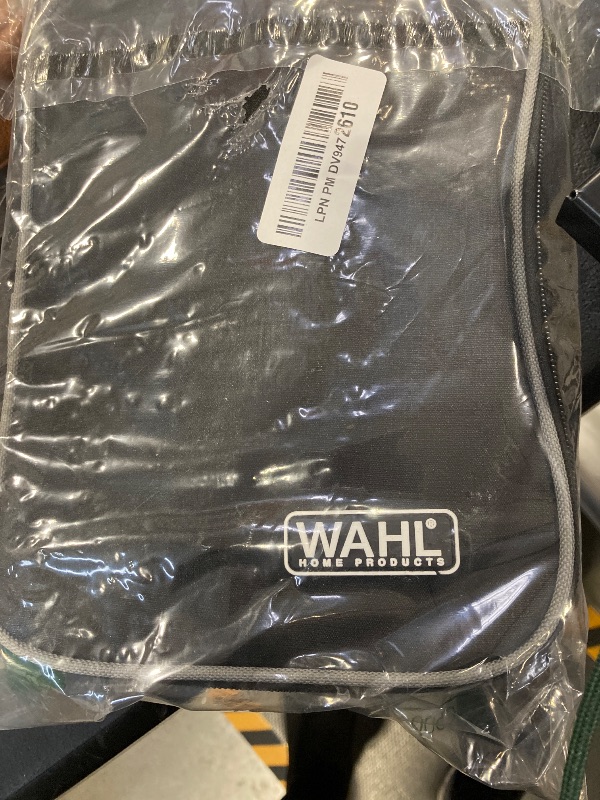 LPN PM DV9472610
WAHL®
HOME PRODUCTS